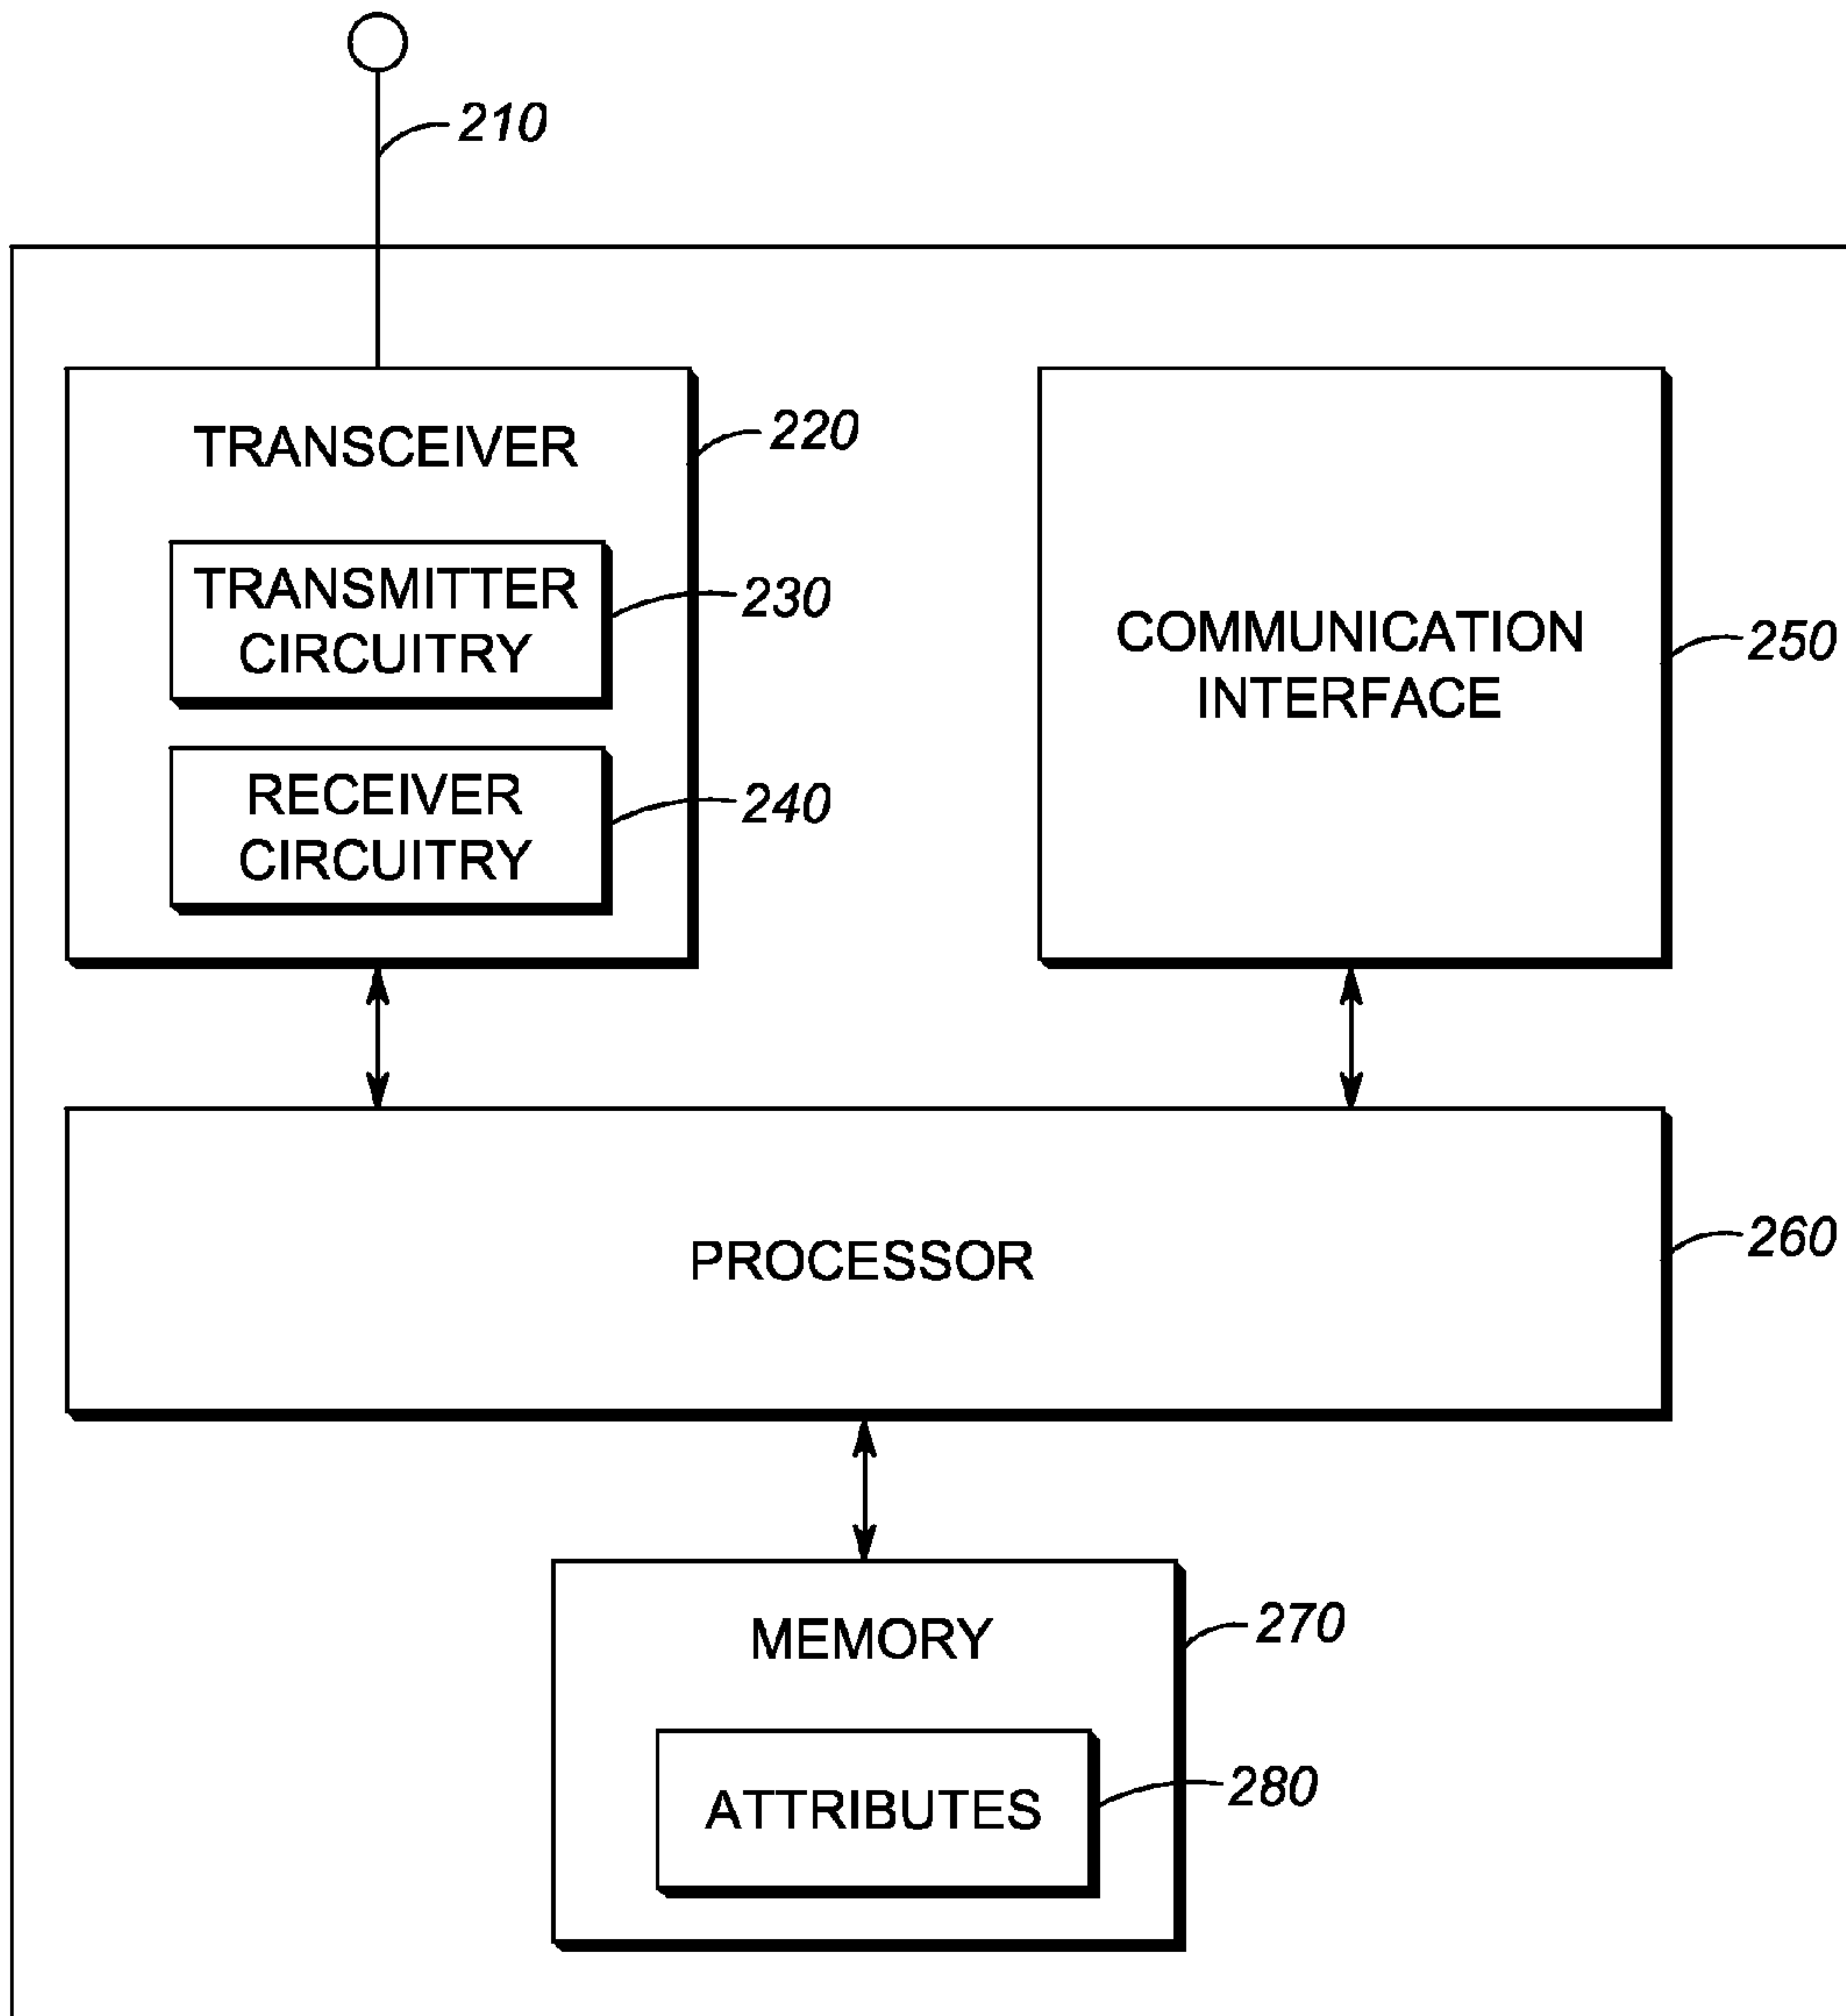 210
TRANSCEIVER
220
TRANSMITTER
CIRCUITRY
230
RECEIVER
CIRCUITRY
240
COMMUNICATION
INTERFACE
250
PROCESSOR
260
MEMORY
270
ATTRIBUTES
280